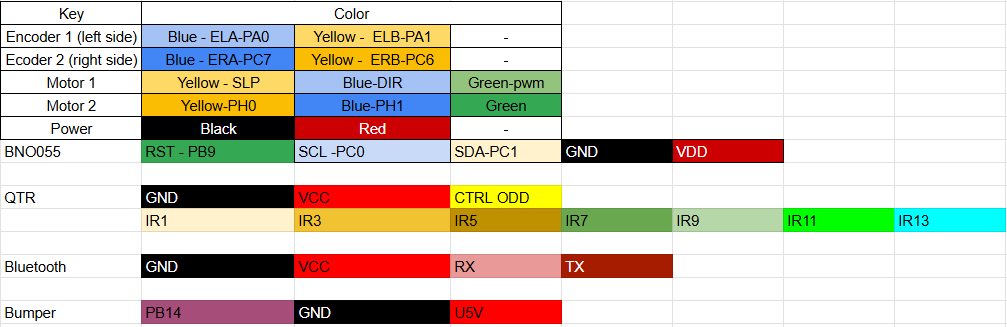 Key Color
Encoder 1 (left side) Blue - ELA-PA0 Yellow - ELB-PA1 -
Ecoder 2 (right side) Blue - ERA-PC7 Yellow - ERB-PC6 -
Motor 1 Yellow - SLP Blue-DIR Green-pwm
Motor 2 Yellow-PH0 Blue-PH1 Green
Power Black Red -
BNO055 RST - PB9 SCL -PC0 SDA-PC1 GND VDD
QTR GND VCC CTRL ODD
IR1 IR3 IR5 IR7 IR9 IR11 IR13
Bluetooth GND VCC RX TX
Bumper PB14 GND U5V